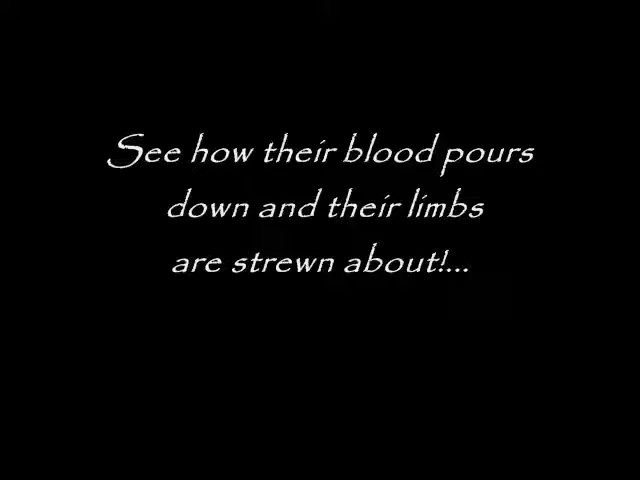 See how their blood pours
down and their limbs
are strewn about!...